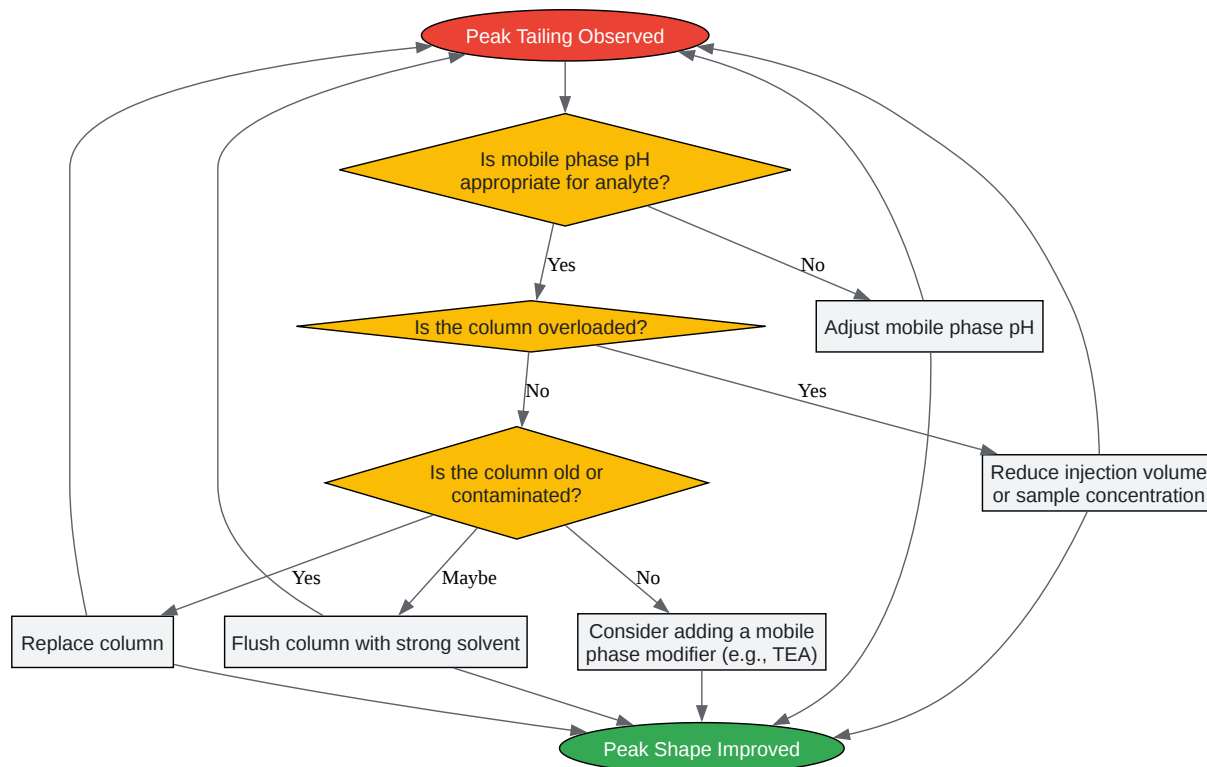 Peak Tailing Observed
Is mobile phase pH
appropriate for analyte?
Yes
No
Is the column overloaded?
Adjust mobile phase pH
No
Yes
Is the column old or
contaminated?
Reduce injection volume
or sample concentration
Yes
Maybe
No
Replace column
Flush column with strong solvent
Consider adding a mobile
phase modifier (e.g., TEA)
Peak Shape Improved